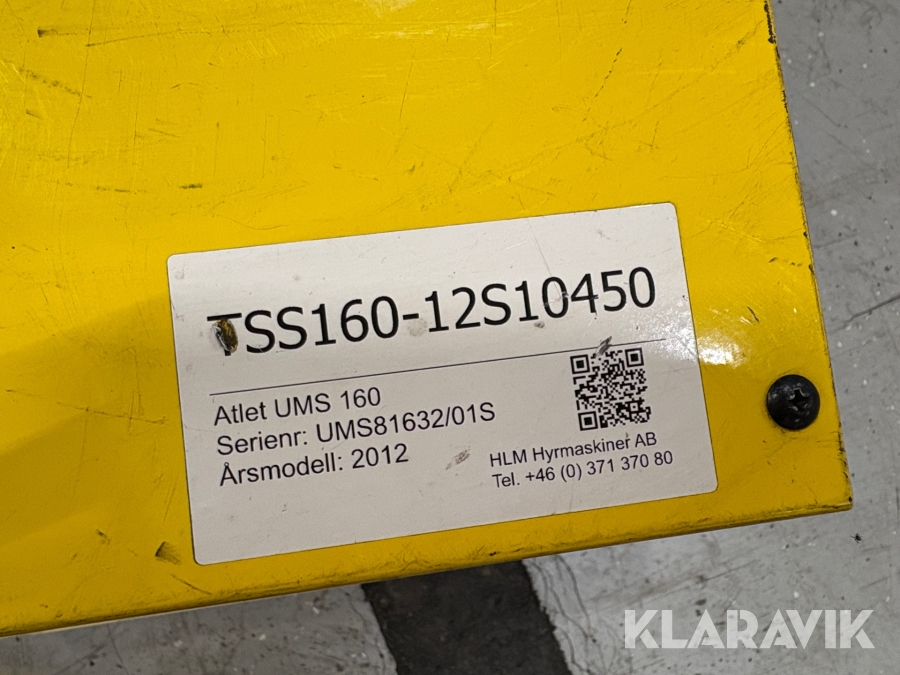 TSS160-12S10450
Atlet UMS 160
Serienr: UMS81632/01S
Årsmodell: 2012
HLM Hyrmaskiner AB
Tel. +46 (0) 371 370 80
KLARAVIK